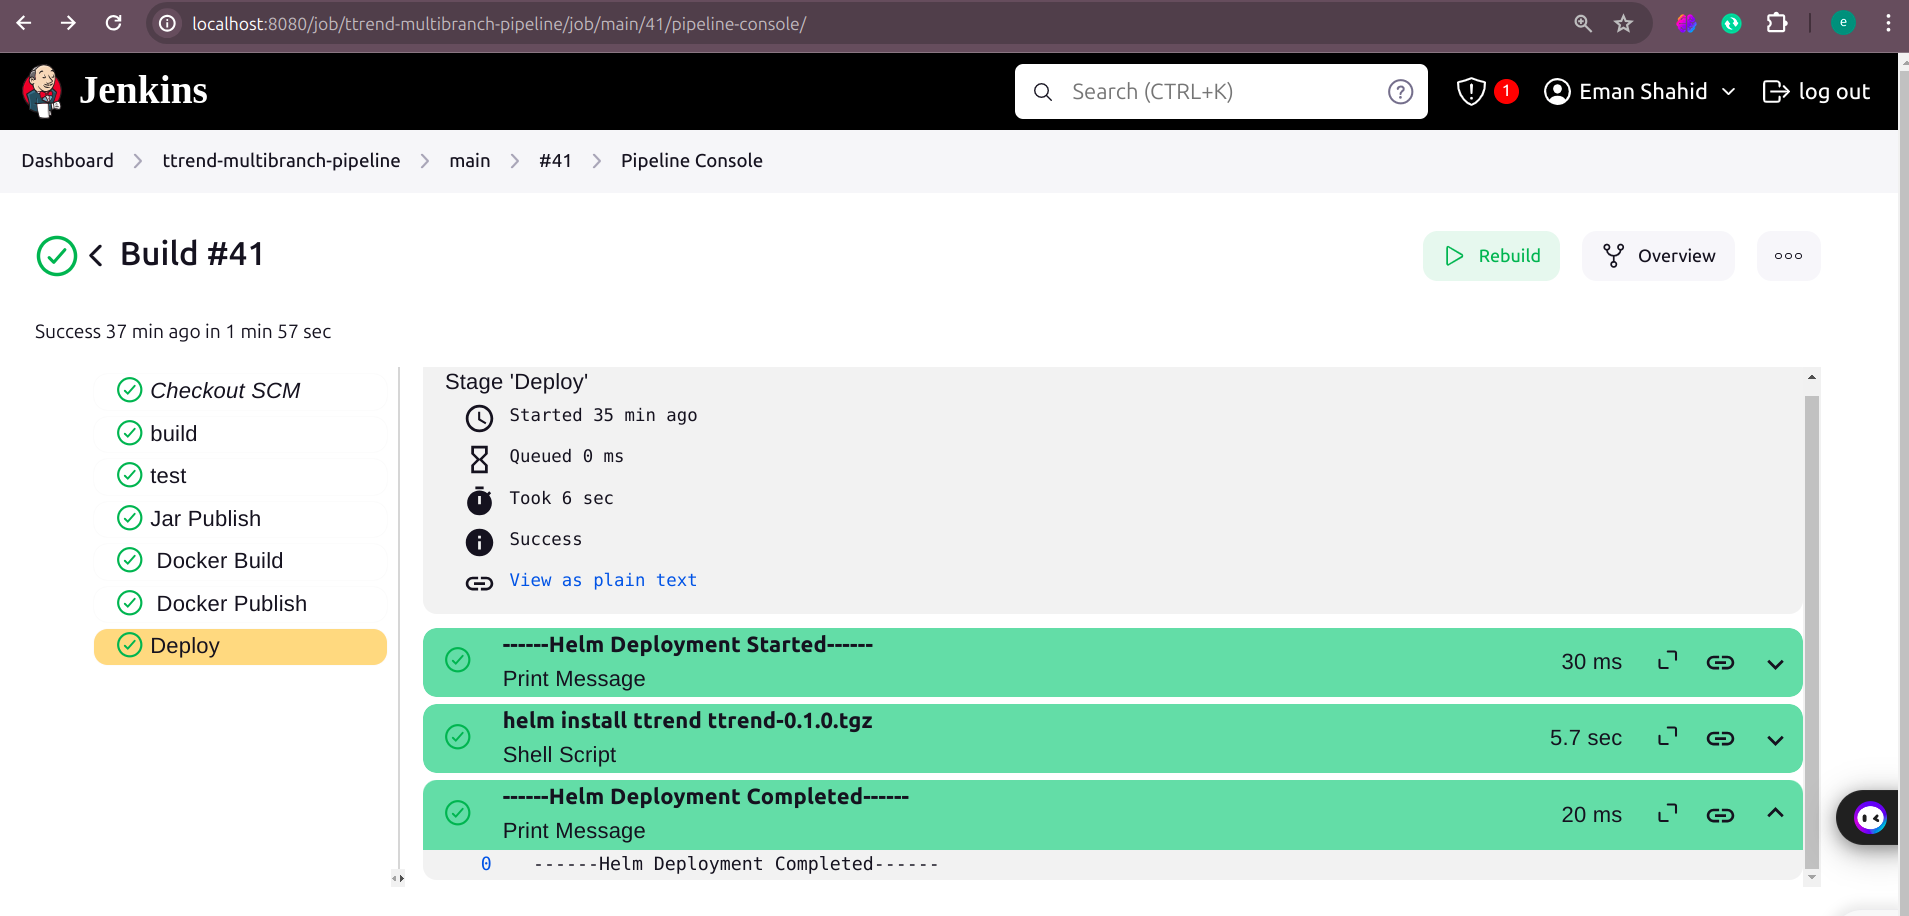 localhost:8080/job/ttrend-multibranch-pipeline/job/main/41/pipeline-console/
e
Jenkins
Search (CTRL+K)
?
1
Eman Shahid
log out
Dashboard
ttrend-multibranch-pipeline
main
#41
Pipeline Console
Build #41
Rebuild
Overview
Success 37 min ago in 1 min 57 sec
Checkout SCM
build
test
Jar Publish
Docker Build
Docker Publish
Deploy
Stage 'Deploy'
Started 35 min ago
Queued 0 ms
Took 6 sec
Success
View as plain text
------Helm Deployment Started------
Print Message
30 ms
helm install ttrend ttrend-0.1.0.tgz
Shell Script
5.7 sec
------Helm Deployment Completed------
Print Message
20 ms
0 ------Helm Deployment Completed------